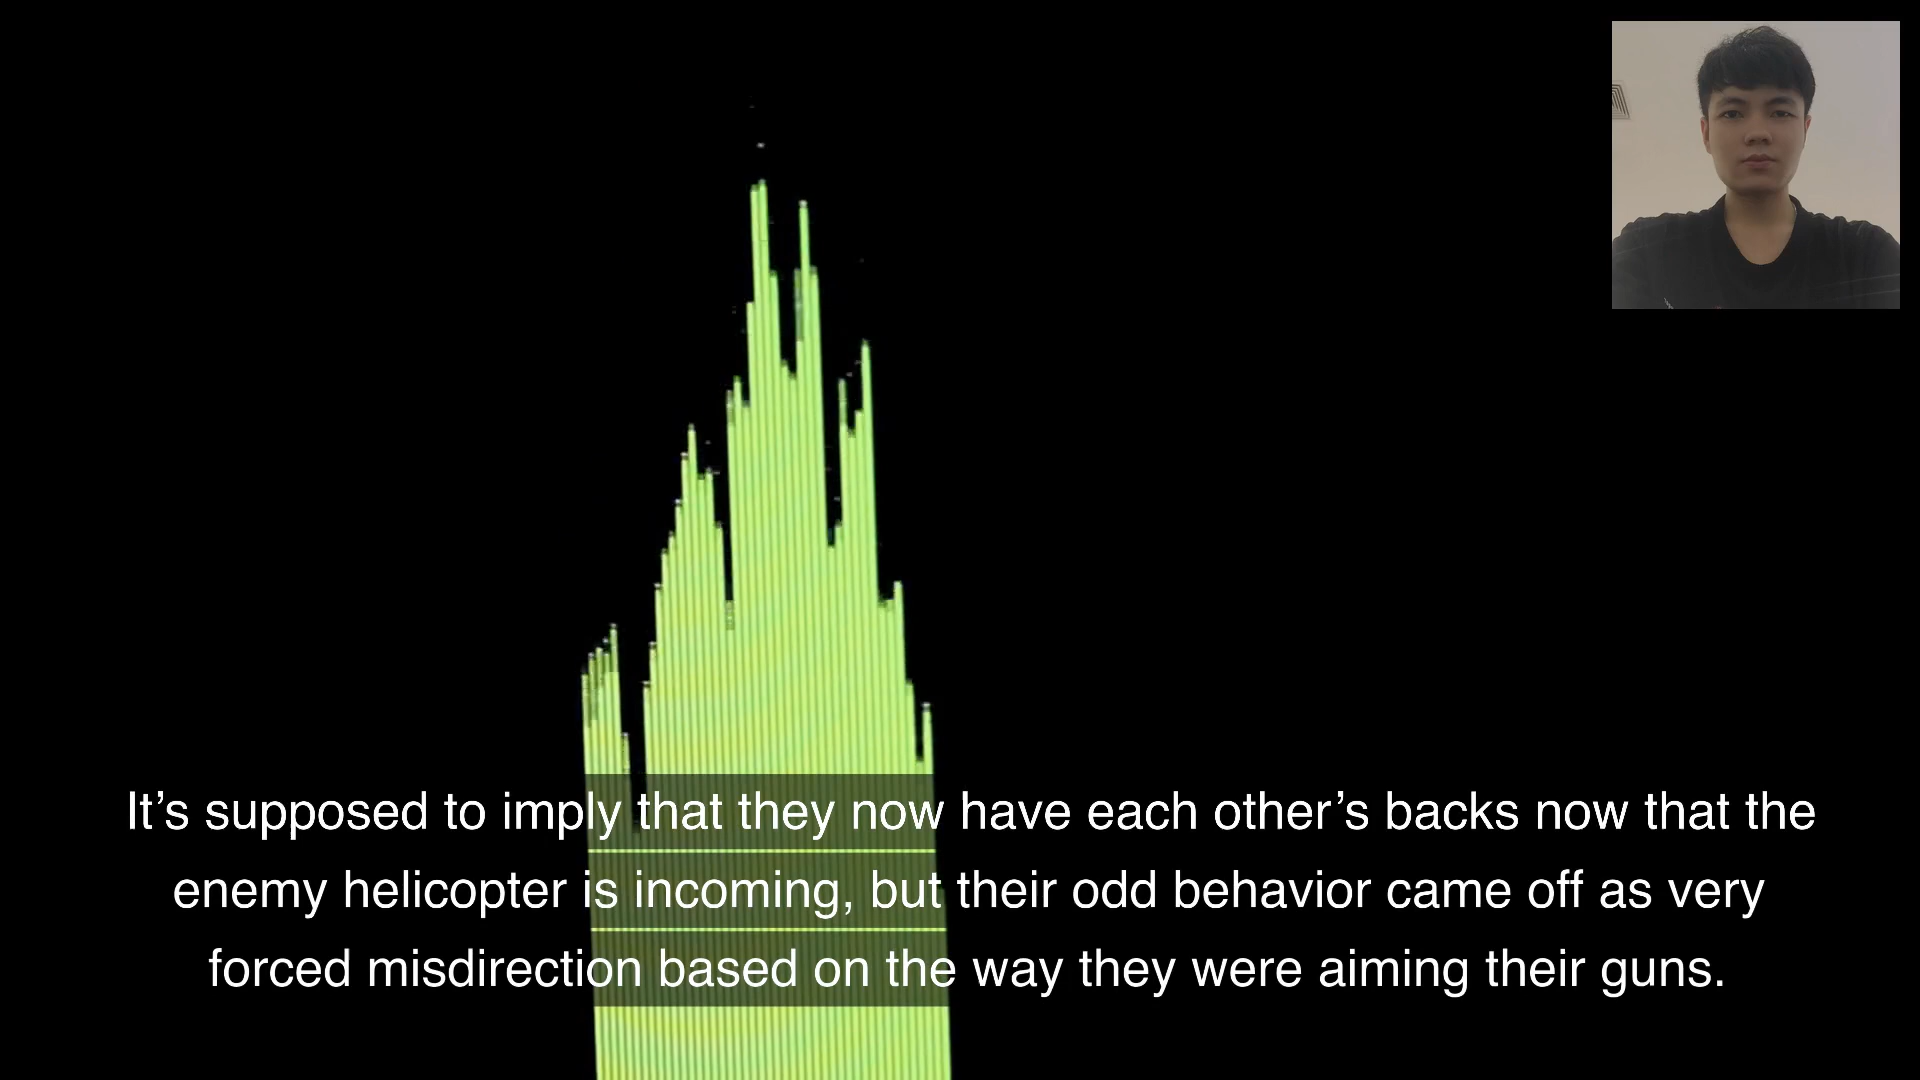 It’s supposed to imply that they now have each other’s backs now that the
enemy helicopter is incoming, but their odd behavior came off as very
forced misdirection based on the way they were aiming their guns.